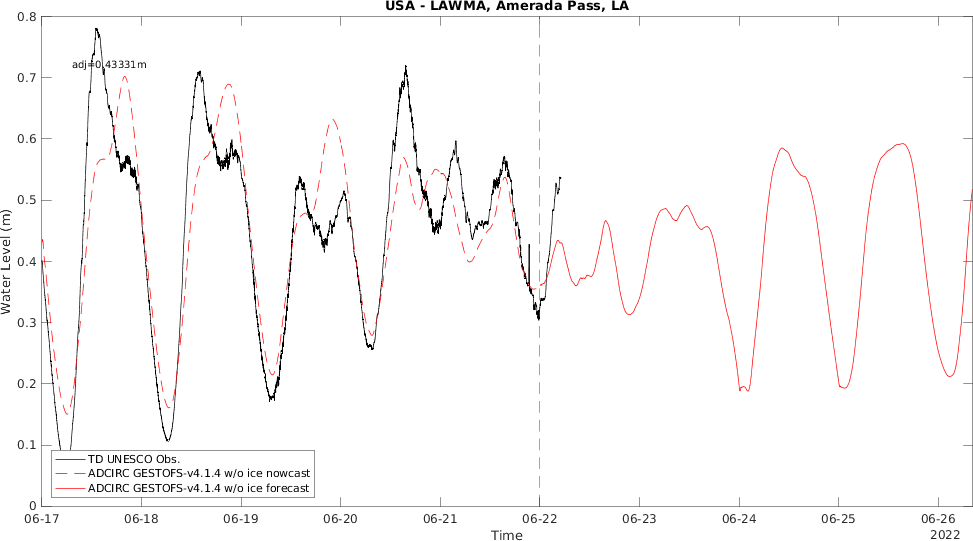 USA - LAWMA, Amerada Pass, LA
0.8
adj=0.43331m
0.7
0.6
0.5
0.4
0.3
0.2
0.1
0
Water Level (m)
TD UNESCO Obs.
ADCIRC GESTOFS-v4.1.4 w/o ice nowcast
ADCIRC GESTOFS-v4.1.4 w/o ice forecast
06-17 06-18 06-19 06-20 06-21 06-22 06-23 06-24 06-25 06-26
Time
2022